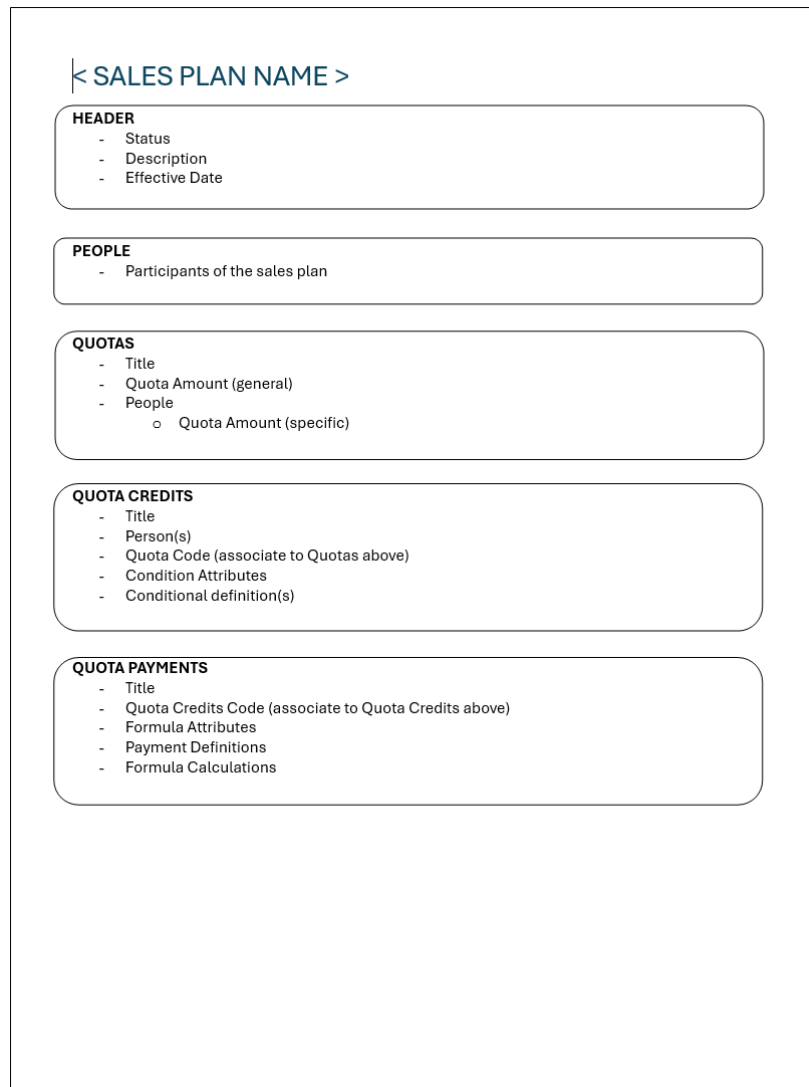 < SALES PLAN NAME >
HEADER
- Status
- Description
- Effective Date
PEOPLE
- Participants of the sales plan
QUOTAS
- Title
- Quota Amount (general)
- People
o Quota Amount (specific)
QUOTA CREDITS
- Title
- Person(s)
- Quota Code (associate to Quotas above)
- Condition Attributes
- Conditional definition(s)
QUOTA PAYMENTS
- Title
- Quota Credits Code (associate to Quota Credits above)
- Formula Attributes
- Payment Definitions
- Formula Calculations